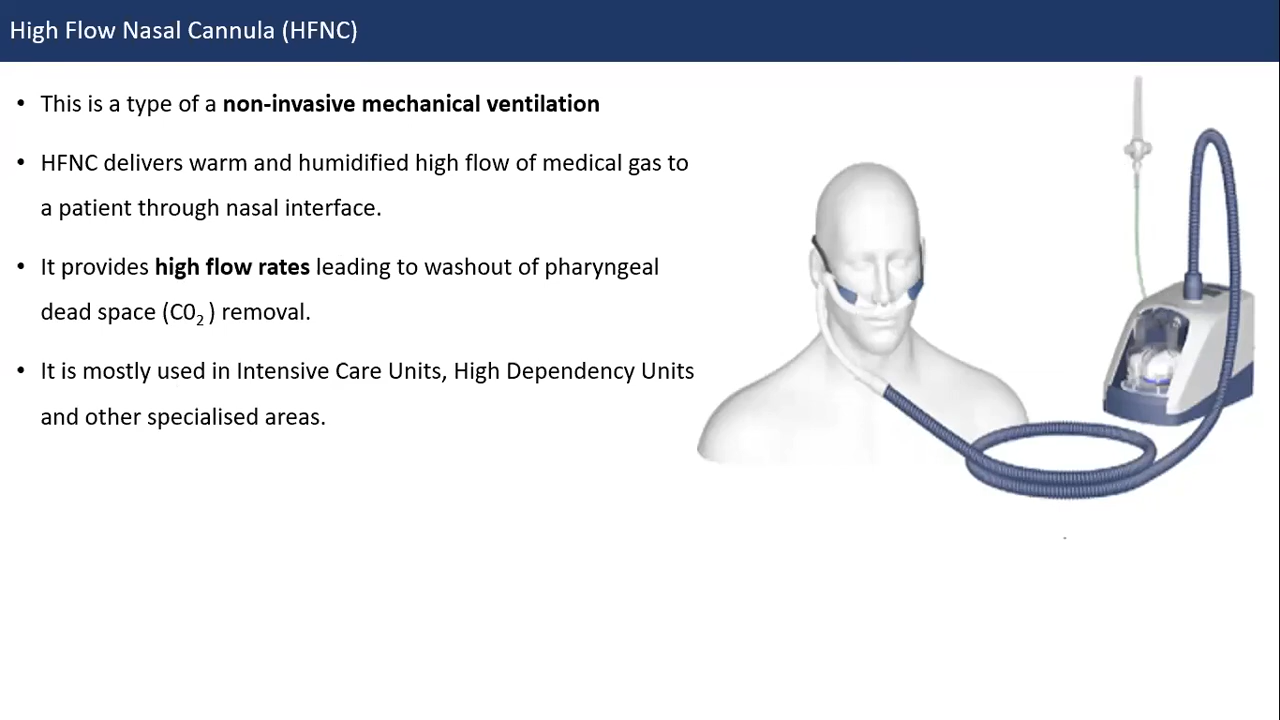 High Flow Nasal Cannula (HFNC)
• This is a type of a non-invasive mechanical ventilation
• HFNC delivers warm and humidified high flow of medical gas to
a patient through nasal interface.
• It provides high flow rates leading to washout of pharyngeal
dead space (C0₂ ) removal.
• It is mostly used in Intensive Care Units, High Dependency Units
and other specialised areas.